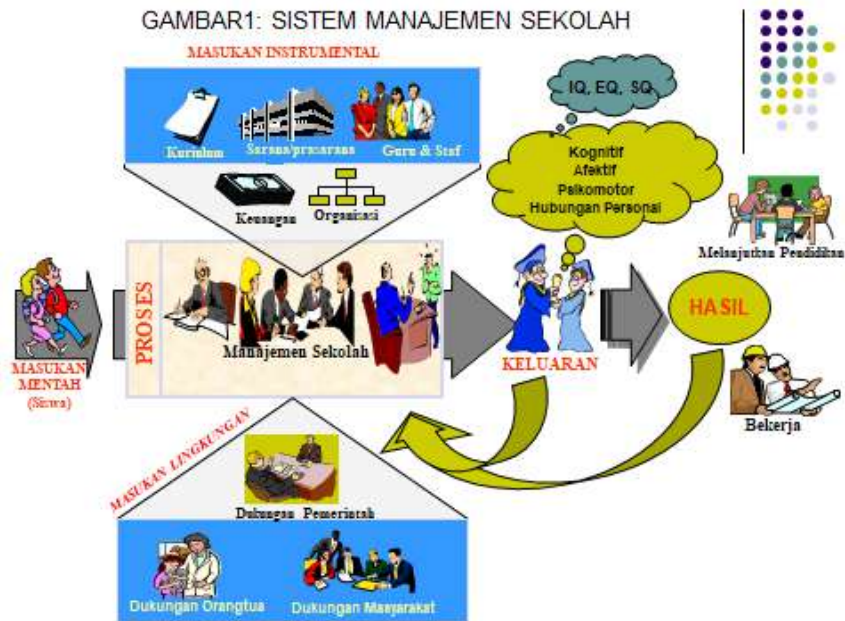 GAMBAR1: SISTEM MANAJEMEN SEKOLAH
MASUKAN INSTRUMENTAL
Kurikulum
Sarana/prasarana
Guru & Staf
Keuangan
Organisasi
IQ, EQ, SQ
Kognitif
Afektif
Psikomotor
Hubungan Personal
Melanjutkan Pendidikan
MASUKAN
MENTAH
(Siswa)
PROSES
Manajemen Sekolah
KELUARAN
HASIL
Bekerja
MASUKAN LINGKUNGAN
Dukungan Pemerintah
Dukungan Orangtua
Dukungan Masyarakat